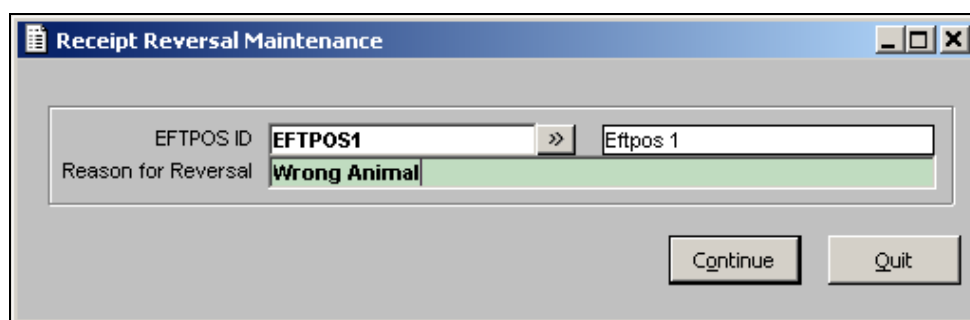 Receipt Reversal Maintenance
EFTPOS ID EFTPOS1 >> Eftpos 1
Reason for Reversal Wrong Animal
Continue Quit